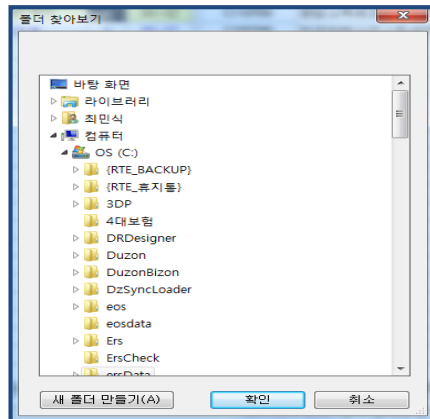 폴더 찾아보기
바탕 화면
라이브러리
최민식
컴퓨터
OS (C:)
{RTE_BACKUP}
{RTE_휴지통}
3DP
4대보험
DRDesigner
Duzon
DuzonBizon
DzSyncLoader
eos
eosdata
Ers
ErsCheck
ersData
새 폴더 만들기(A) 확인 취소